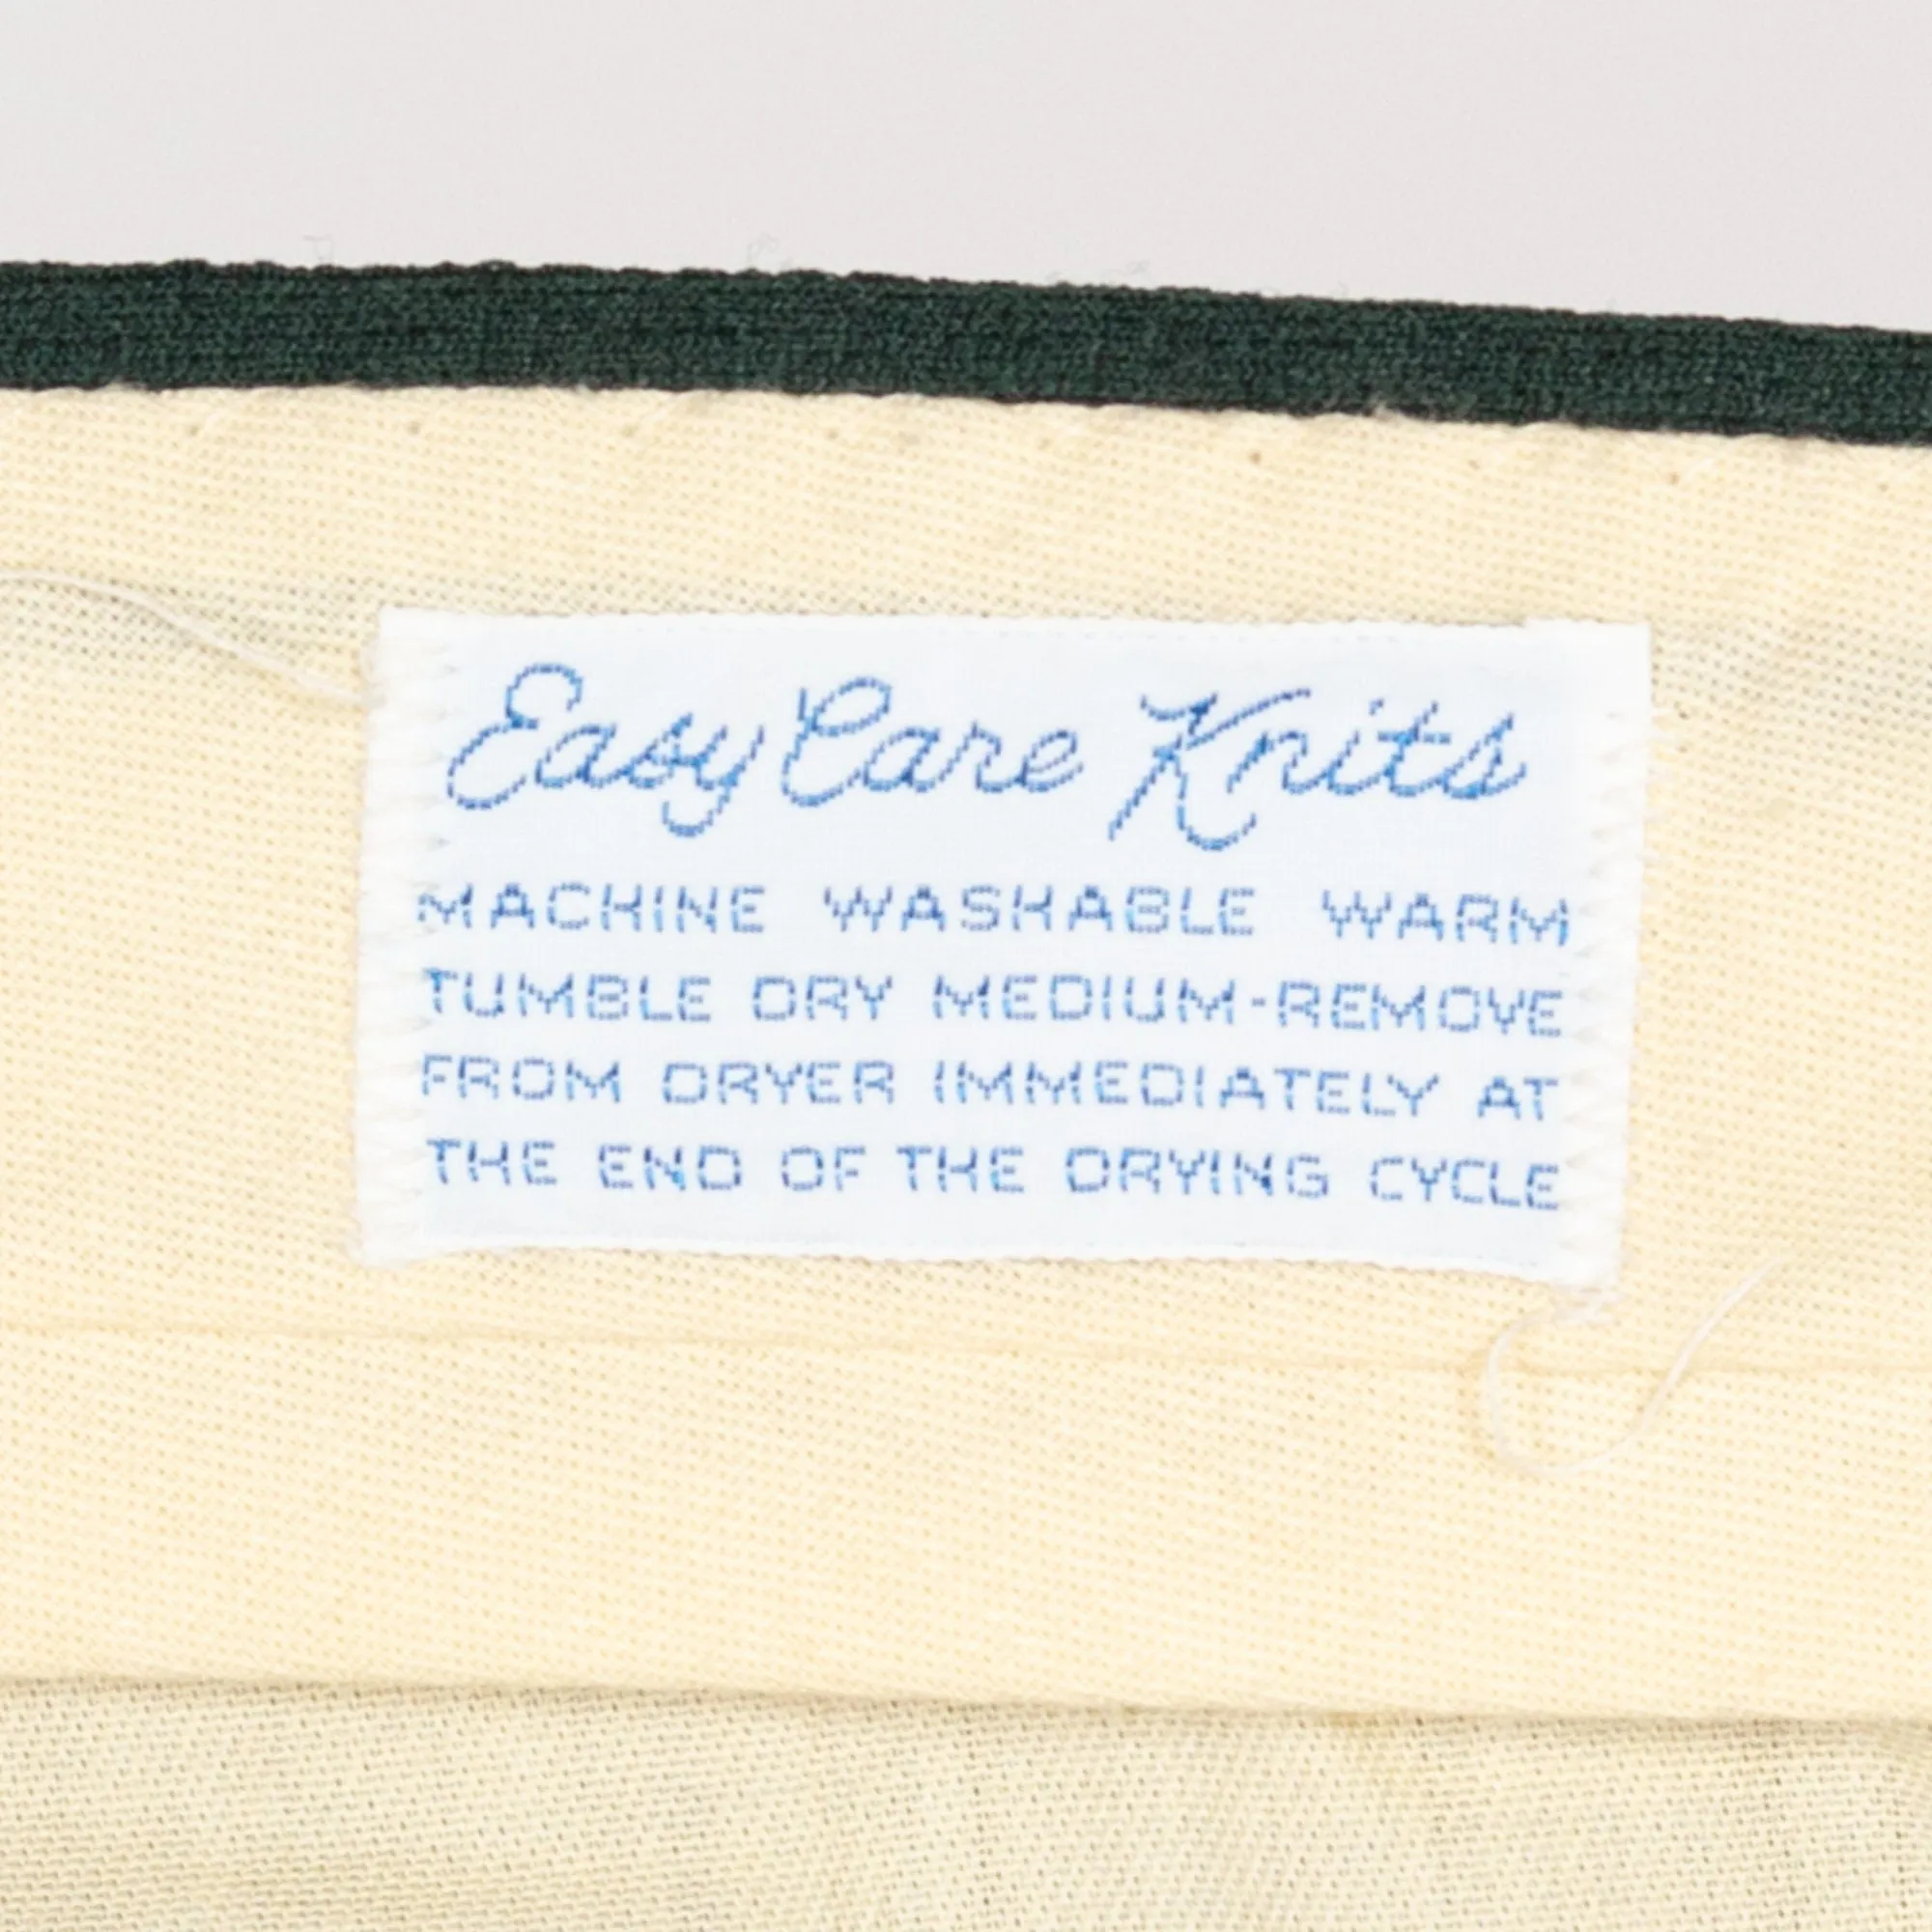 Easy Care Knits
MACHINE WASHABLE WARM
TUMBLE DRY MEDIUM-REMOVE
FROM DRYER IMMEDIATELY AT
THE END OF THE DRYING CYCLE